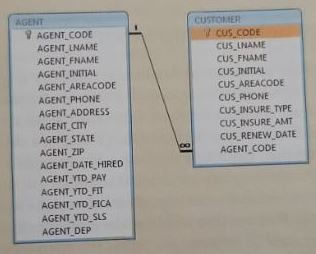 AGENT
AGENT_CODE
AGENT_LNAME
AGENT_FNAME
AGENT_INITIAL
AGENT_AREACODE
AGENT_PHONE
AGENT_ADDRESS
AGENT_CITY
AGENT_STATE
AGENT_ZIP
AGENT_DATE_HIRED
AGENT_YTD_PAY
AGENT_YTD_FIT
AGENT_YTD_FICA
AGENT_YTD_SLS
AGENT_DEP
1
∞
CUSTOMER
CUS_CODE
CUS_LNAME
CUS_FNAME
CUS_INITIAL
CUS_AREACODE
CUS_PHONE
CUS_INSURE_TYPE
CUS_INSURE_AMT
CUS_RENEW_DATE
AGENT_CODE